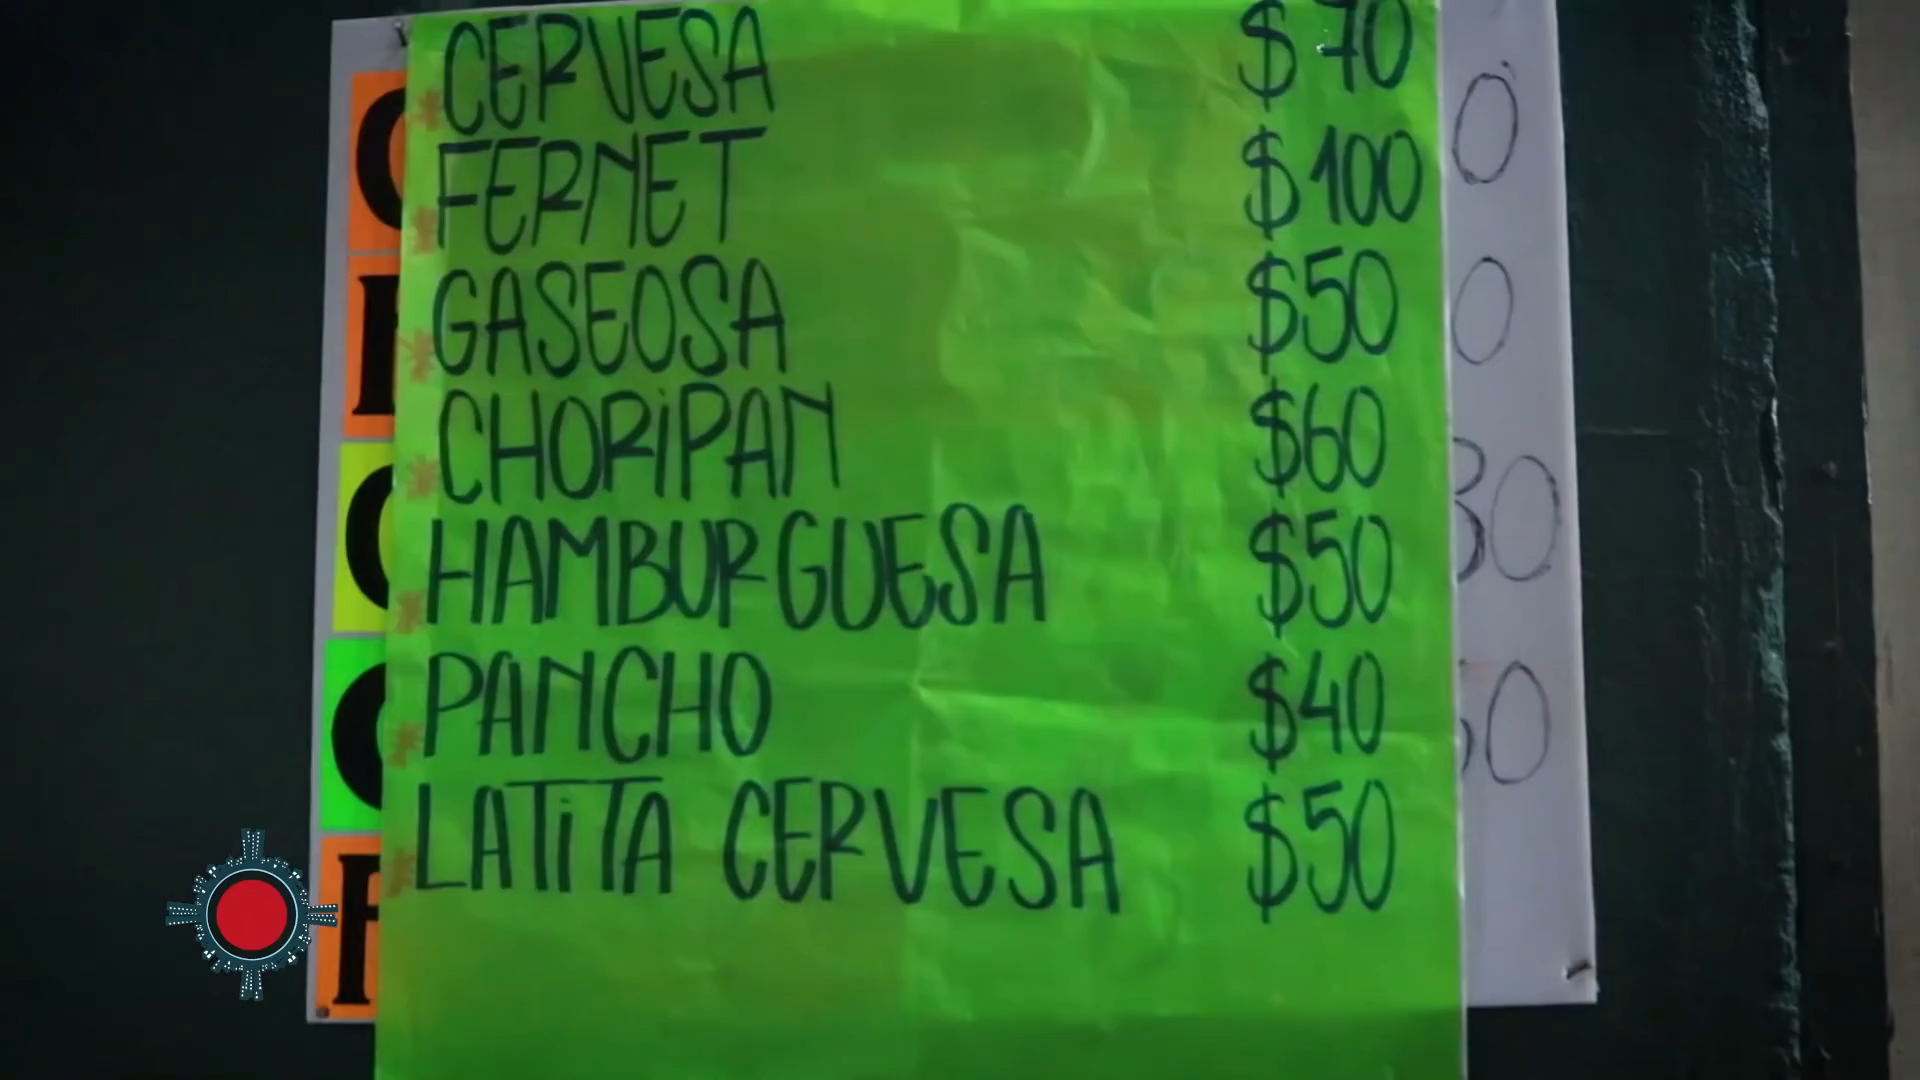 CERVESA $70
FERNET $100
GASEOSA $50
CHORiPAN $60
HAMBURGUESA $50
PANCHO $40
LATiTA CERVESA $50